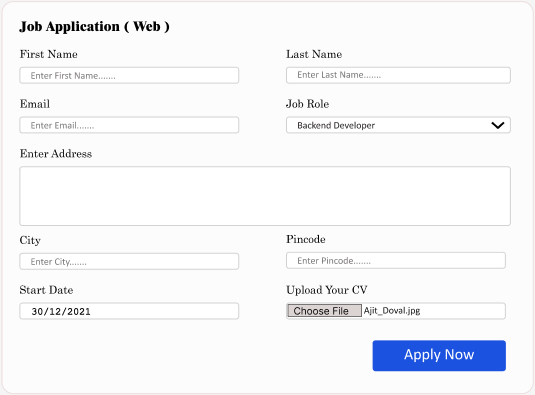 Job Application ( Web )
First Name
Last Name
Enter First Name.......
Enter Last Name.......
Email
Job Role
Enter Email.......
Backend Developer
Enter Address
City
Pincode
Enter City.......
Enter Pincode.......
Start Date
Upload Your CV
30/12/2021
Choose File Ajit_Doval.jpg
Apply Now